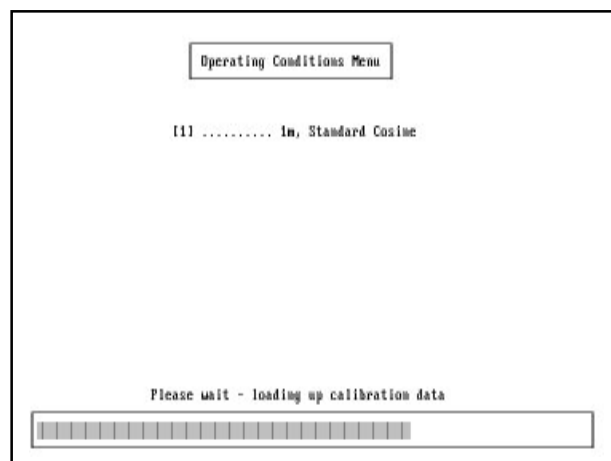 Operating Conditions Menu
[1] .......... 1m, Standard Cosine
Please wait - loading up calibration data